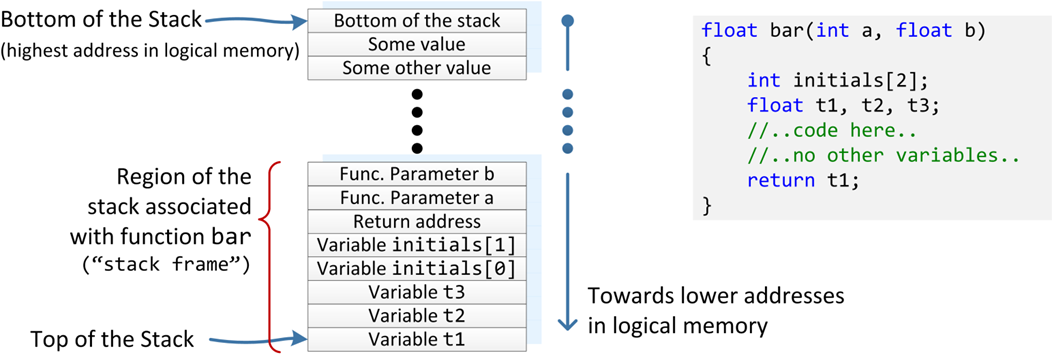 Bottom of the Stack
(highest address in logical memory)
Bottom of the stack
Some value
Some other value
Region of the
stack associated
with function bar
(“stack frame”)
Top of the Stack
Func. Parameter b
Func. Parameter a
Return address
Variable initials[1]
Variable initials[0]
Variable t3
Variable t2
Variable t1
Towards lower addresses
in logical memory
float bar(int a, float b)
{
    int initials[2];
    float t1, t2, t3;
    //..code here..
    //..no other variables..
    return t1;
}